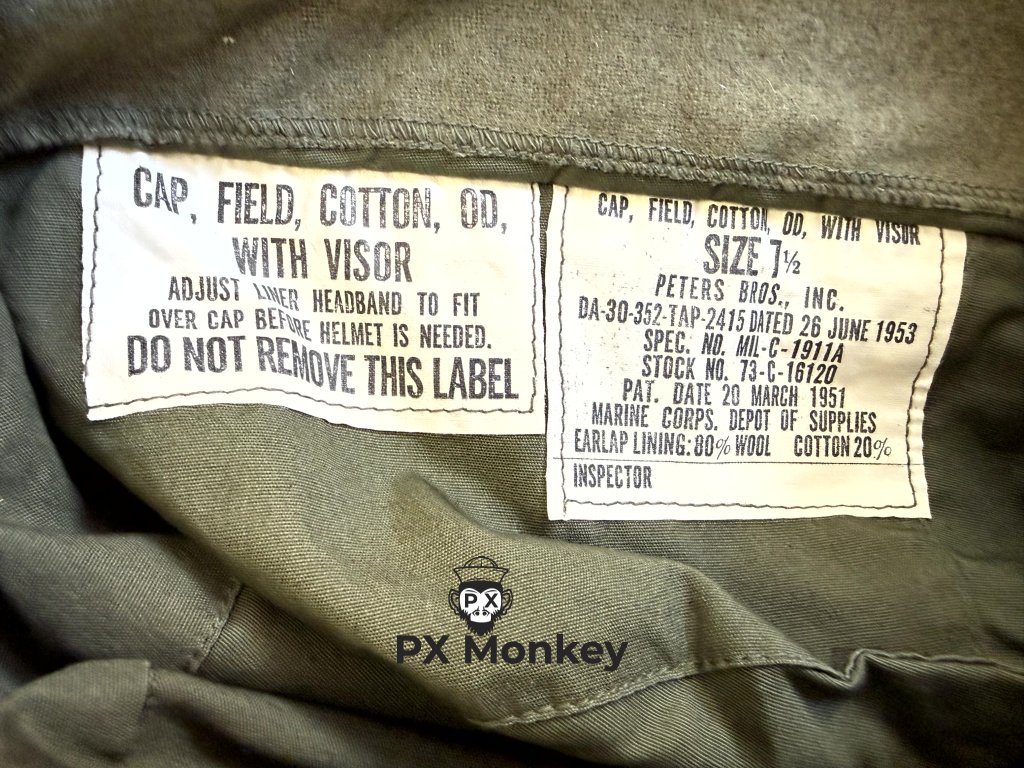 CAP, FIELD, COTTON, OD,
WITH VISOR
ADJUST LINER HEADBAND TO FIT
OVER CAP BEFORE HELMET IS NEEDED.
DO NOT REMOVE THIS LABEL
CAP, FIELD, COTTON, OD, WITH VISOR
SIZE 7½
PETERS BROS., INC.
DA-30-352-TAP-2415 DATED 26 JUNE 1953
SPEC. NO. MIL-C-1911A
STOCK NO. 73-C-16120
PAT. DATE 20 MARCH 1951
MARINE CORPS. DEPOT OF SUPPLIES
EARLAP LINING: 80% WOOL COTTON 20%
INSPECTOR
PX
PX Monkey